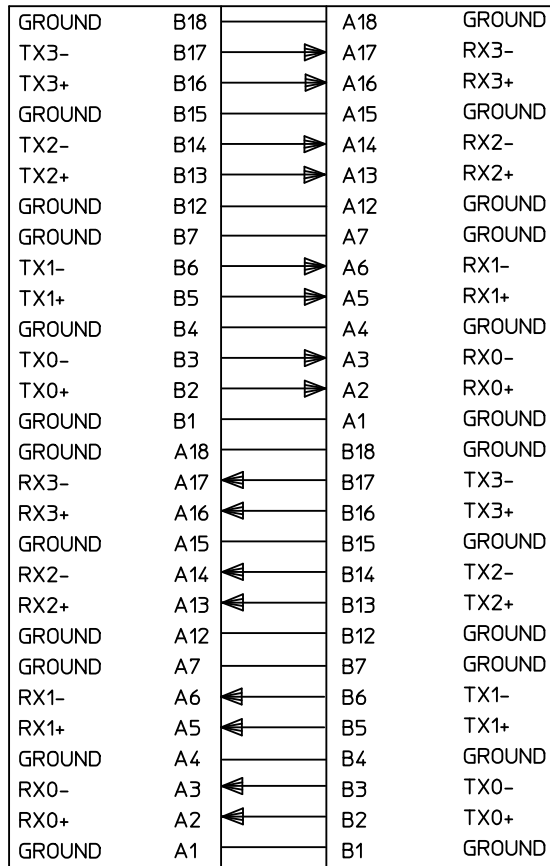 GROUND B18 A18 GROUND
TX3- B17 A17 RX3-
TX3+ B16 A16 RX3+
GROUND B15 A15 GROUND
TX2- B14 A14 RX2-
TX2+ B13 A13 RX2+
GROUND B12 A12 GROUND
GROUND B7 A7 GROUND
TX1- B6 A6 RX1-
TX1+ B5 A5 RX1+
GROUND B4 A4 GROUND
TX0- B3 A3 RX0-
TX0+ B2 A2 RX0+
GROUND B1 A1 GROUND
GROUND A18 B18 GROUND
RX3- A17 B17 TX3-
RX3+ A16 B16 TX3+
GROUND A15 B15 GROUND
RX2- A14 B14 TX2-
RX2+ A13 B13 TX2+
GROUND A12 B12 GROUND
GROUND A7 B7 GROUND
RX1- A6 B6 TX1-
RX1+ A5 B5 TX1+
GROUND A4 B4 GROUND
RX0- A3 B3 TX0-
RX0+ A2 B2 TX0+
GROUND A1 B1 GROUND